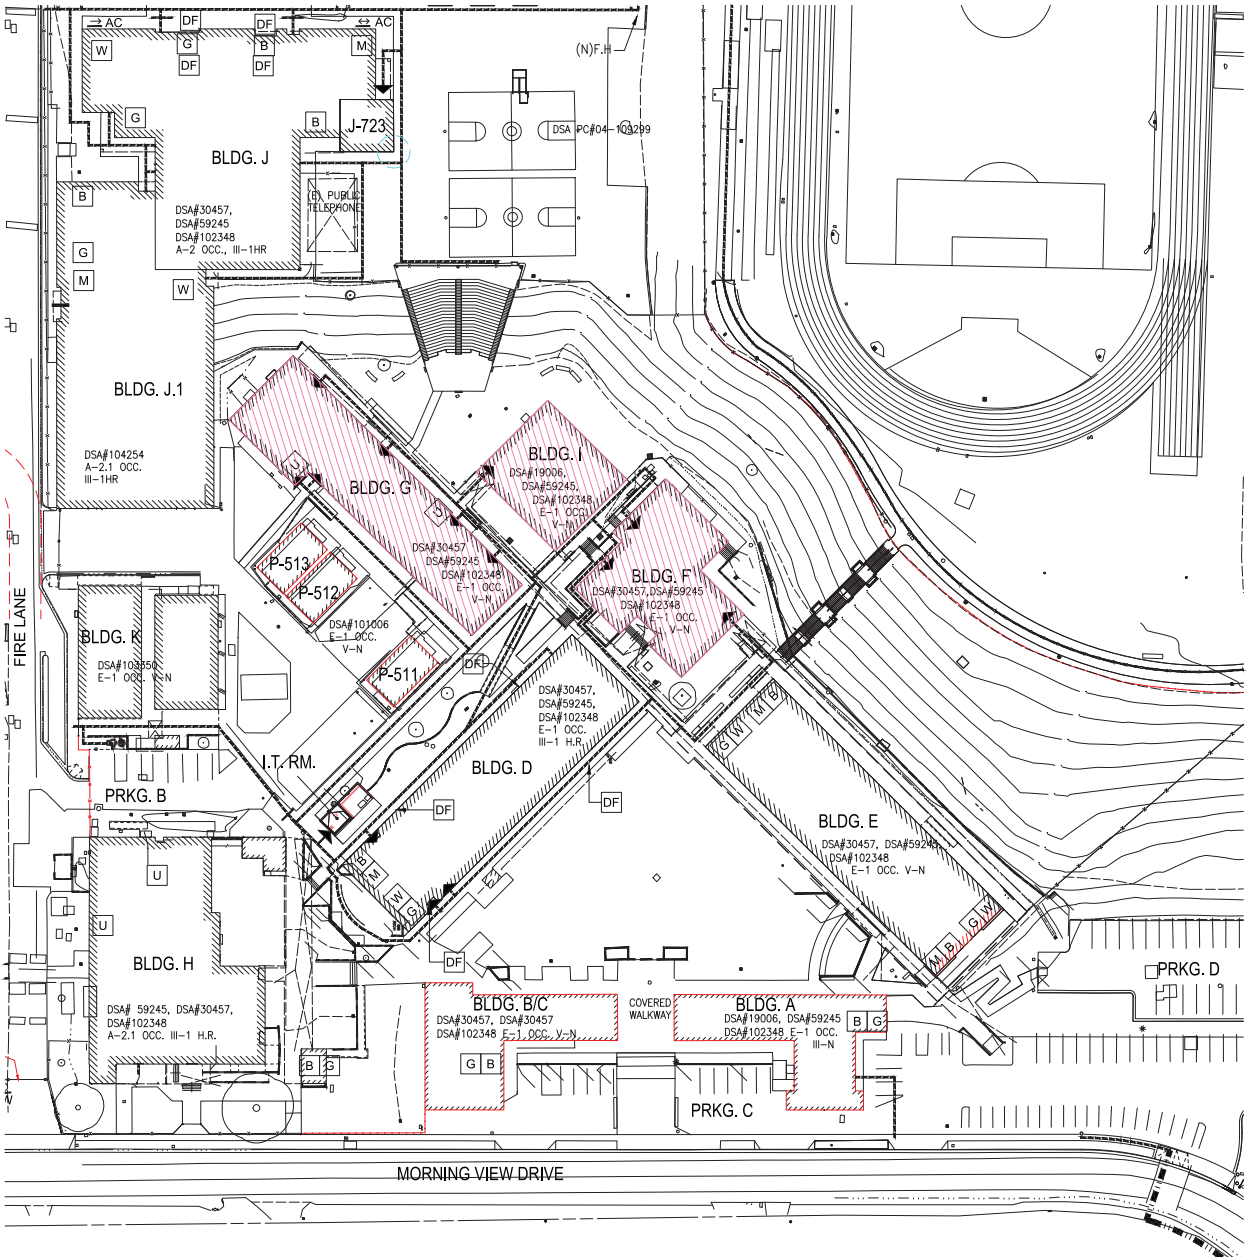 AC
DF
DF
AC
W
G
B
M
DF
DF
(N)F.H
G
B
J-723
DSA PC#04-109299
BLDG. J
B
(E) PUBLIC
TELEPHONE
DSA#30457,
DSA#59245
DSA#102348
A-2 OCC., III-1HR
G
M
W
BLDG. J.1
DSA#104254
A-2.1 OCC.
III-1HR
BLDG. I
DSA#19006,
DSA#59245,
DSA#102348
E-1 OCC
V-N
U
BLDG. G
U
DSA#30457
DSA#59245
DSA#102348
E-1 OCC.
V-N
BLDG. F
DSA#30457,DSA#59245
DSA#102348
E-1 OCC.
V-N
P-513
P-512
DSA#101006
E-1 OCC.
V-N
P-511
FIRE LANE
BLDG. K
DSA#103350
E-1 OCC. V-N
DF
DSA#30457,
DSA#59245,
DSA#102348
E-1 OCC.
III-1 H.R.
BLDG. D
G
W
M
B
I.T. RM.
PRKG. B
DF
DF
BLDG. E
DSA#30457, DSA#59245,
DSA#102348
E-1 OCC. V-N
B
M
W
G
U
U
G
W
M
B
BLDG. H
DSA# 59245, DSA#30457,
DSA#102348
A-2.1 OCC. III-1 H.R.
DF
PRKG. D
BLDG. B/C
DSA#30457, DSA#30457
DSA#102348 E-1 OCC. V-N
COVERED
WALKWAY
BLDG. A
DSA#19006, DSA#59245
DSA#102348 E-1 OCC.
III-N
B
G
G
B
B
G
PRKG. C
MORNING VIEW DRIVE